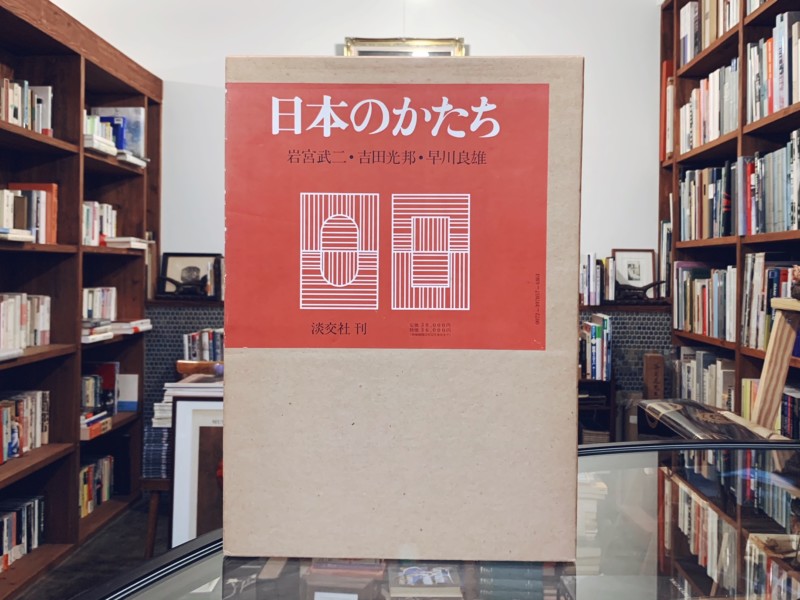 日本のかたち
岩宮武二・吉田光邦・早川良雄
淡交社 刊